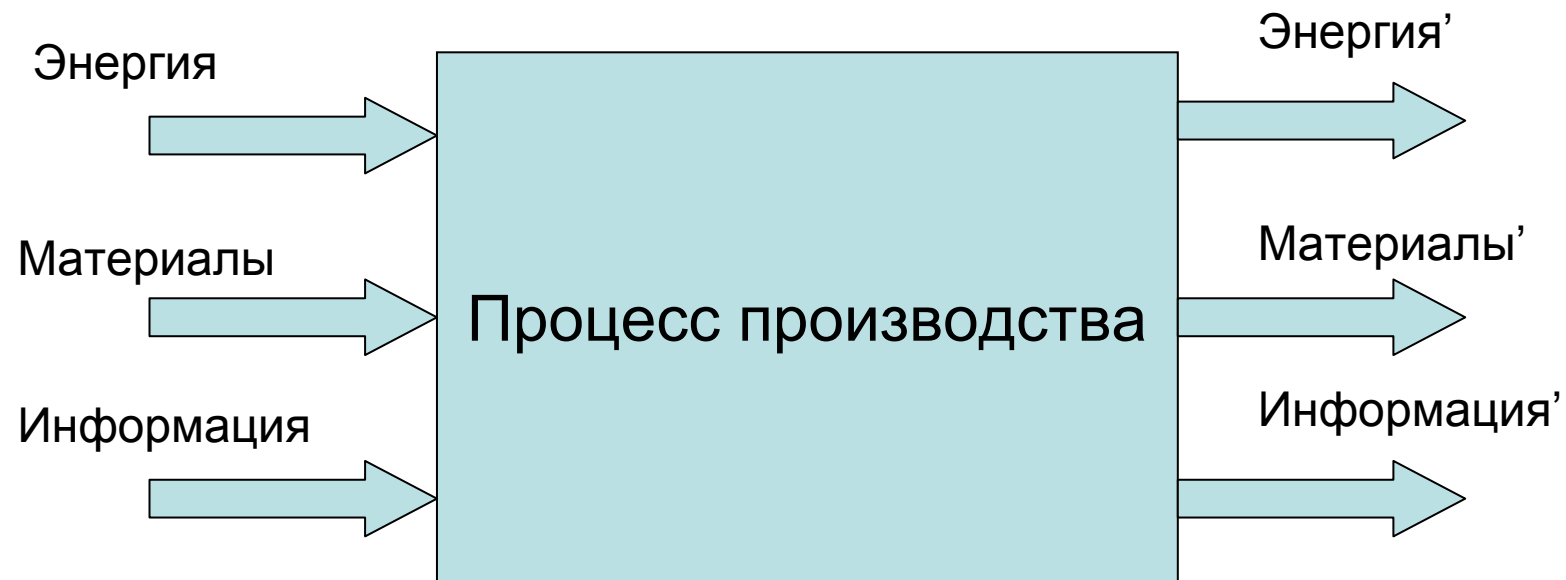 Энергия
Материалы
Информация
Процесс производства
Энергия’
Материалы’
Информация’